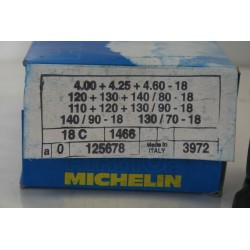 4.00 + 4.25 + 4.60 - 18
120 + 130 + 140 / 80 - 18
110 + 120 + 130 / 90 - 18
140 / 90 - 18 130 / 70 - 18
18 C 1466
a 0 125678 Made in ITALY 3972
MICHELIN